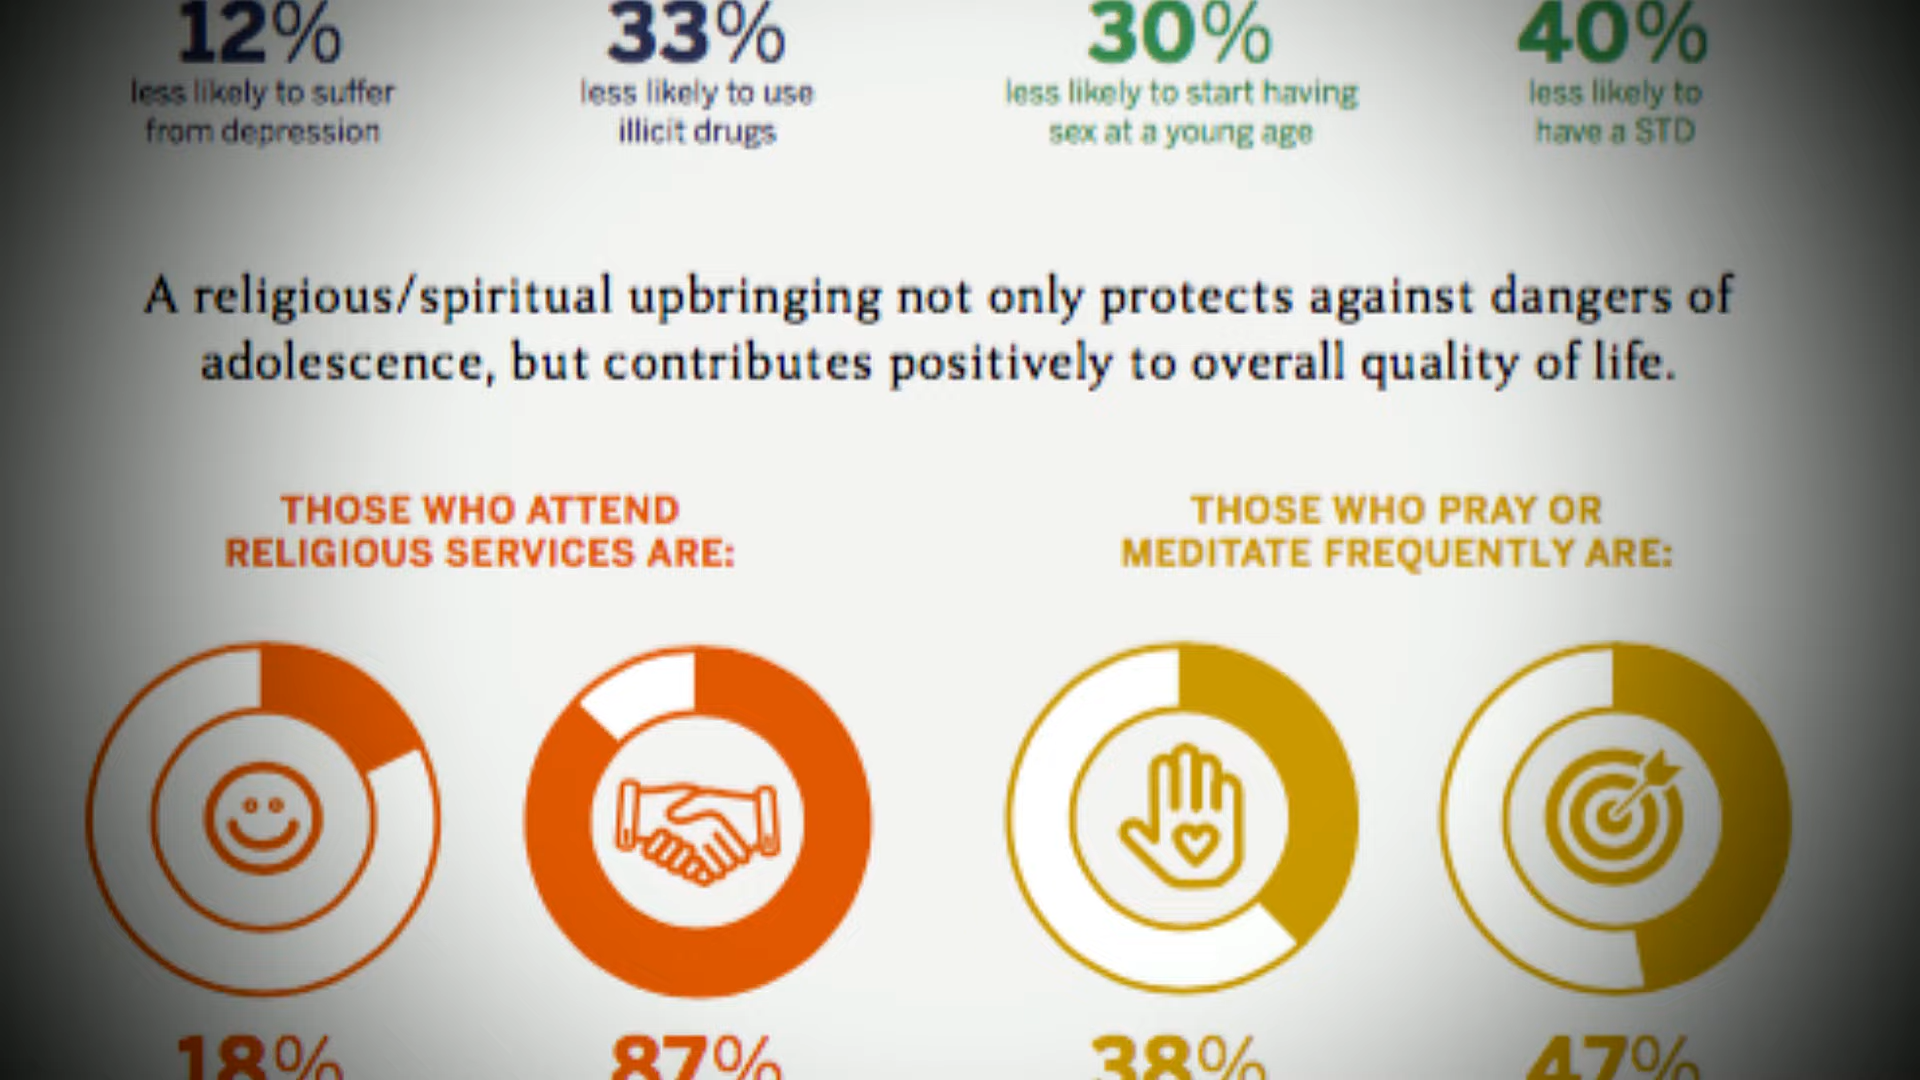 12% 33% 30% 40%
less likely to suffer less likely to use less likely to start having less likely to
from depression illicit drugs sex at a young age have a STD
A religious/spiritual upbringing not only protects against dangers of
adolescence, but contributes positively to overall quality of life.
THOSE WHO ATTEND
RELIGIOUS SERVICES ARE:
THOSE WHO PRAY OR
MEDITATE FREQUENTLY ARE:
18% 87% 38% 47%